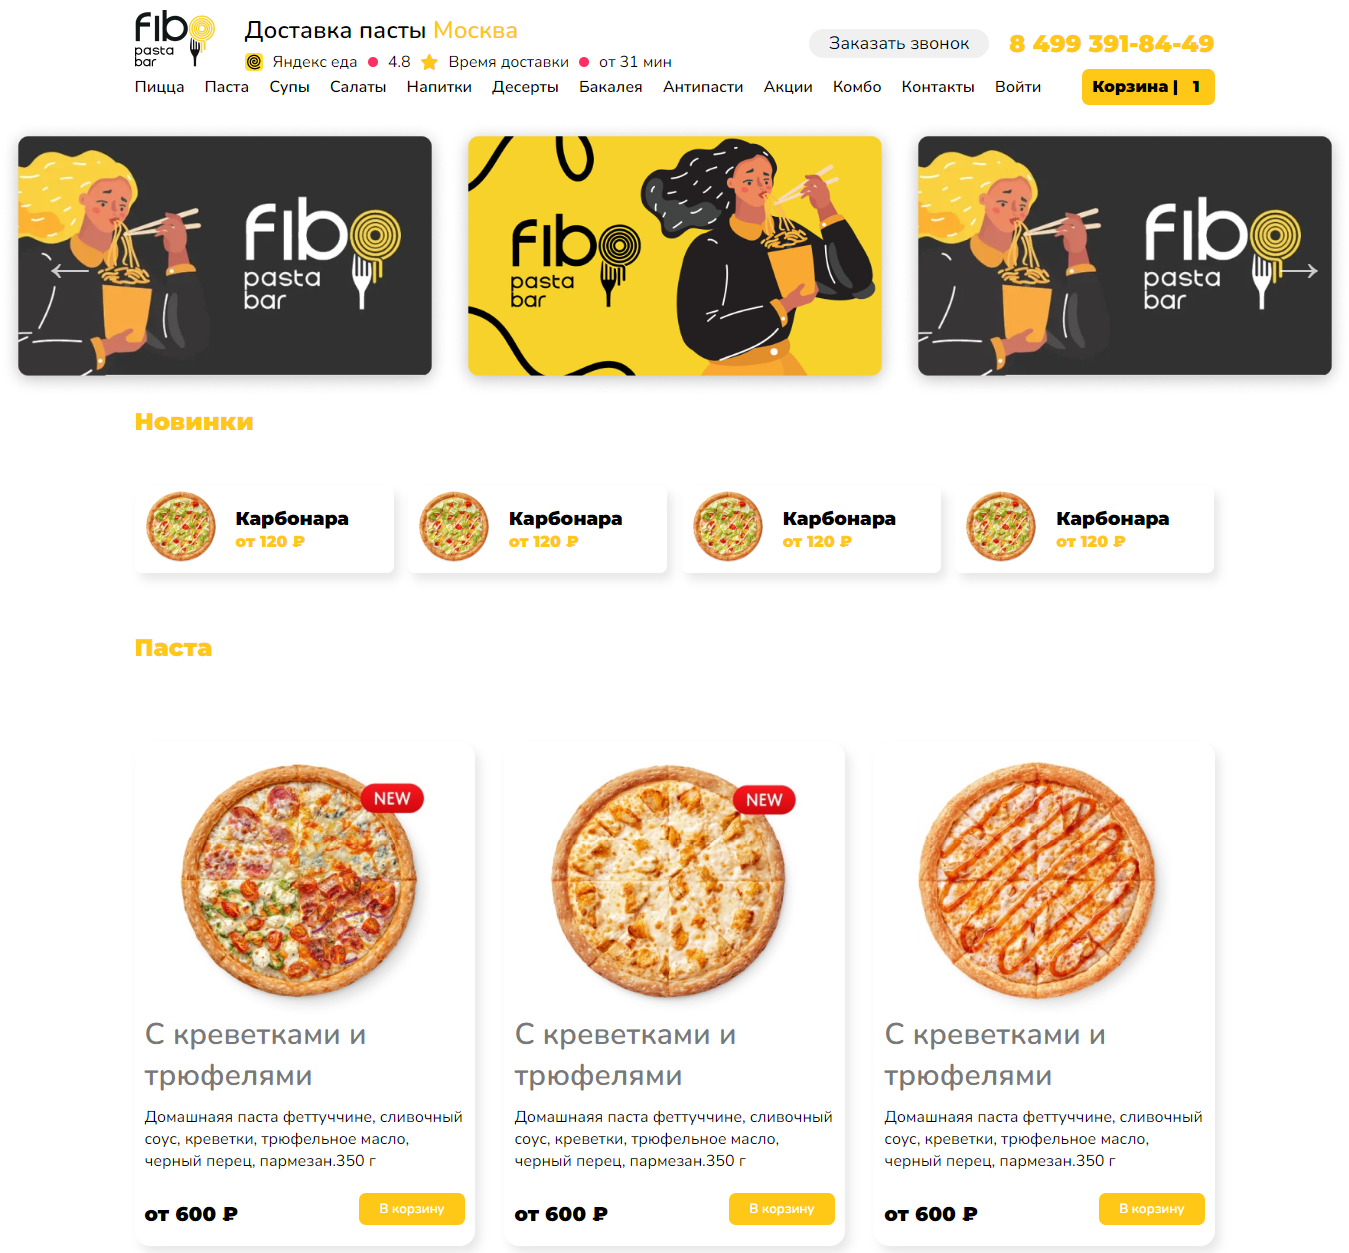 fibo
pasta
bar
Доставка пасты Москва
Яндекс еда 4.8 Время доставки от 31 мин
Заказать звонок
8 499 391-84-49
Пицца Паста Супы Салаты Напитки Десерты Бакалея Антипасти Акции Комбо Контакты Войти
Корзина | 1
fibo
pasta
bar
fibo
pasta
bar
fibo
pasta
bar
Новинки
Карбонара
от 120 ₽
Карбонара
от 120 ₽
Карбонара
от 120 ₽
Карбонара
от 120 ₽
Паста
NEW
С креветками и
трюфелями
Домашнаяя паста феттуччине, сливочный
соус, креветки, трюфельное масло,
черный перец, пармезан.350 г
от 600 ₽
В корзину
NEW
С креветками и
трюфелями
Домашнаяя паста феттуччине, сливочный
соус, креветки, трюфельное масло,
черный перец, пармезан.350 г
от 600 ₽
В корзину
С креветками и
трюфелями
Домашнаяя паста феттуччине, сливочный
соус, креветки, трюфельное масло,
черный перец, пармезан.350 г
от 600 ₽
В корзину